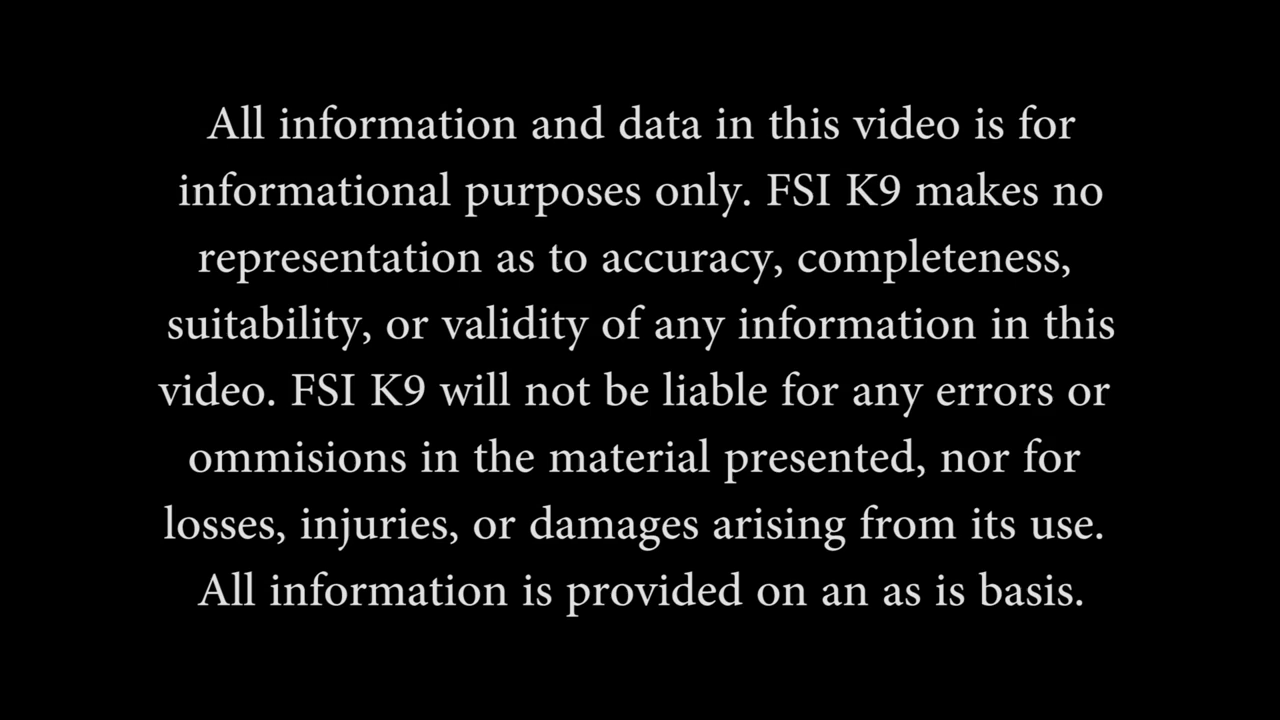 All information and data in this video is for
informational purposes only. FSI K9 makes no
representation as to accuracy, completeness,
suitability, or validity of any information in this
video. FSI K9 will not be liable for any errors or
ommisions in the material presented, nor for
losses, injuries, or damages arising from its use.
All information is provided on an as is basis.